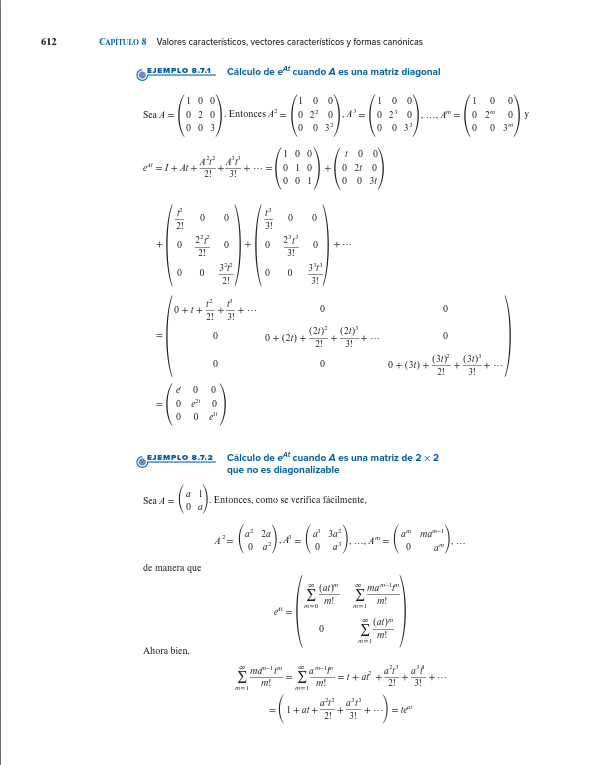 612 CAPÍTULO 8 Valores característicos, vectores característicos y formas canónicas
EJEMPLO 8.7.1 Cálculo de e^{At} cuando A es una matriz diagonal
Sea A = \begin{pmatrix} 1 & 0 & 0 \\ 0 & 2 & 0 \\ 0 & 0 & 3 \end{pmatrix}. Entonces A^2 = \begin{pmatrix} 1 & 0 & 0 \\ 0 & 2^2 & 0 \\ 0 & 0 & 3^2 \end{pmatrix}, A^3 = \begin{pmatrix} 1 & 0 & 0 \\ 0 & 2^3 & 0 \\ 0 & 0 & 3^3 \end{pmatrix}, …, A^m = \begin{pmatrix} 1 & 0 & 0 \\ 0 & 2^m & 0 \\ 0 & 0 & 3^m \end{pmatrix} y
e^{At} = I + At + \frac{A^2t^2}{2!} + \frac{A^3t^3}{3!} + ⋯ = \begin{pmatrix} 1 & 0 & 0 \\ 0 & 1 & 0 \\ 0 & 0 & 1 \end{pmatrix} + \begin{pmatrix} t & 0 & 0 \\ 0 & 2t & 0 \\ 0 & 0 & 3t \end{pmatrix}
+ \begin{pmatrix} \frac{t^2}{2!} & 0 & 0 \\ 0 & \frac{2^2t^2}{2!} & 0 \\ 0 & 0 & \frac{3^2t^2}{2!} \end{pmatrix} + \begin{pmatrix} \frac{t^3}{3!} & 0 & 0 \\ 0 & \frac{2^3t^3}{3!} & 0 \\ 0 & 0 & \frac{3^3t^3}{3!} \end{pmatrix} + ⋯
= \begin{pmatrix} 0 + t + \frac{t^2}{2!} + \frac{t^3}{3!} + ⋯ & 0 & 0 \\ 0 & 0 + (2t) + \frac{(2t)^2}{2!} + \frac{(2t)^3}{3!} + ⋯ & 0 \\ 0 & 0 & 0 + (3t) + \frac{(3t)^2}{2!} + \frac{(3t)^3}{3!} + ⋯ \end{pmatrix}
= \begin{pmatrix} e^t & 0 & 0 \\ 0 & e^{2t} & 0 \\ 0 & 0 & e^{3t} \end{pmatrix}
EJEMPLO 8.7.2 Cálculo de e^{At} cuando A es una matriz de 2 × 2
que no es diagonalizable
Sea A = \begin{pmatrix} a & 1 \\ 0 & a \end{pmatrix}. Entonces, como se verifica fácilmente,
A^2 = \begin{pmatrix} a^2 & 2a \\ 0 & a^2 \end{pmatrix}, A^3 = \begin{pmatrix} a^3 & 3a^2 \\ 0 & a^3 \end{pmatrix}, …, A^m = \begin{pmatrix} a^m & ma^{m-1} \\ 0 & a^m \end{pmatrix}, …
de manera que
e^{At} = \begin{pmatrix} \sum_{m=0}^{∞} \frac{(at)^m}{m!} & \sum_{m=1}^{∞} \frac{ma^{m-1}t^m}{m!} \\ 0 & \sum_{m=1}^{∞} \frac{(at)^m}{m!} \end{pmatrix}
Ahora bien,
\sum_{m=1}^{∞} \frac{ma^{m-1}t^m}{m!} = \sum_{m=1}^{∞} \frac{a^{m-1}t^m}{m!} = t + at^2 + \frac{a^2t^3}{2!} + \frac{a^3t^4}{3!} + ⋯
= \left( 1 + at + \frac{a^2t^2}{2!} + \frac{a^3t^3}{3!} + ⋯ \right) = te^{at}